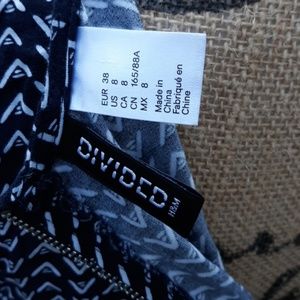 EUR 38
US 8
CA 8
CN 165/88A
MX 8
Made in
China
Fabriqué en
Chine
DIVIDED
H&M